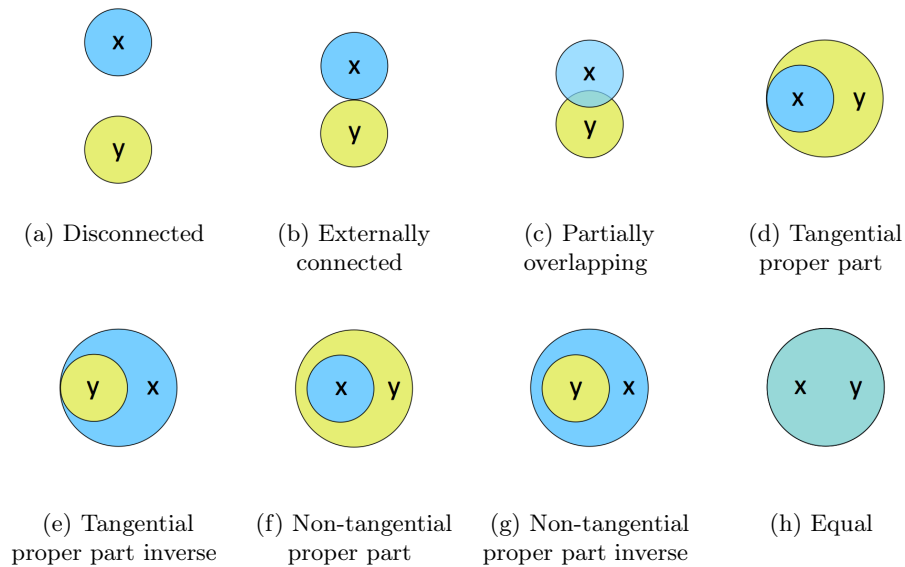 x
y
x
y
x
y
x y
(a) Disconnected
(b) Externally
connected
(c) Partially
overlapping
(d) Tangential
proper part
y x
x y
y x
x y
(e) Tangential
proper part inverse
(f) Non-tangential
proper part
(g) Non-tangential
proper part inverse
(h) Equal